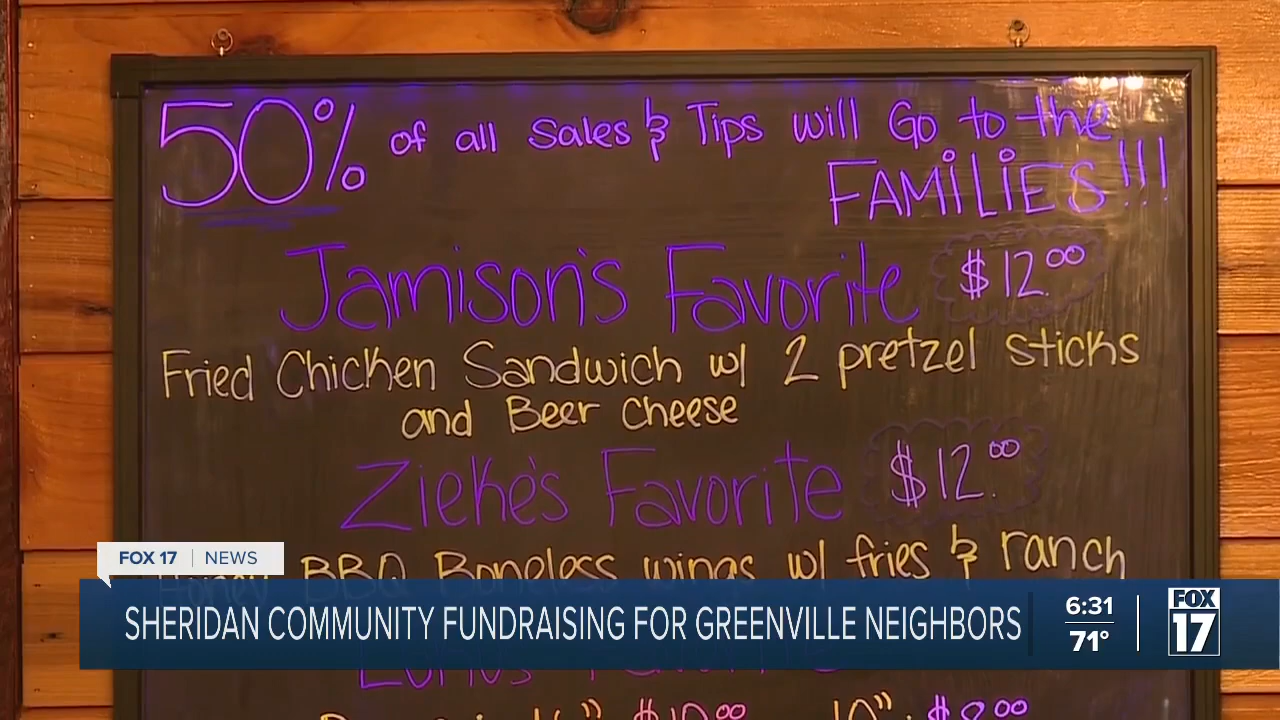 50% of all Sales & Tips will Go to the
FAMILIES!!!
Jamison's Favorite $12.00
Fried Chicken Sandwich w/ 2 pretzel sticks
and Beer Cheese
Zieke's Favorite $12.00
BBQ Boneless wings w/ fries & ranch
FOX 17 | NEWS
SHERIDAN COMMUNITY FUNDRAISING FOR GREENVILLE NEIGHBORS
6:31
71°
FOX
17